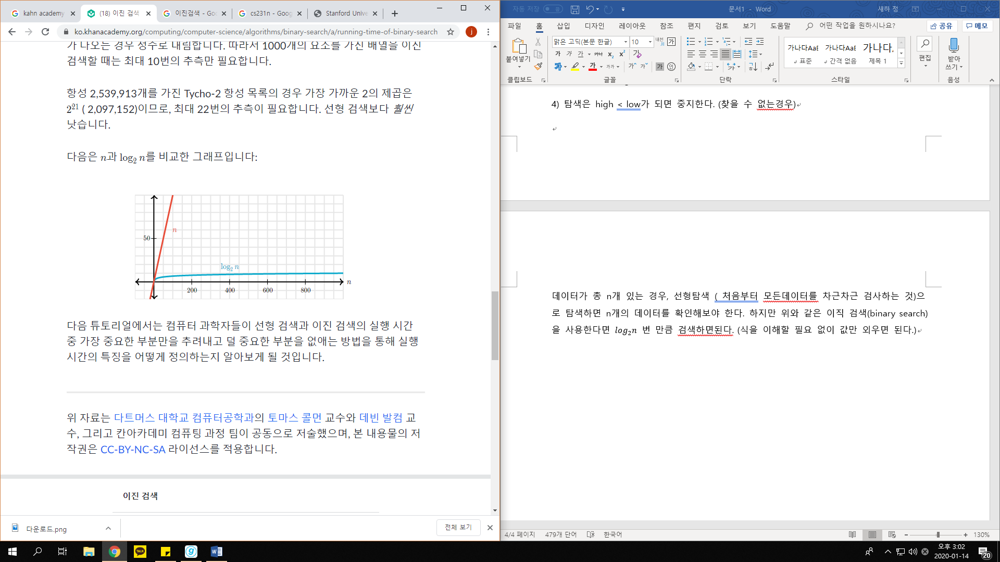 kahn academy
(18) 이진 검색
이진검색 - Goo
cs231n - Goog
Stanford Unive
ko.khanacademy.org/computing/computer-science/algorithms/binary-search/a/running-time-of-binary-search
j
가 나오는 경우 정수로 내림합니다. 따라서 1000개의 요소를 가진 배열을 이진
검색할 때는 최대 10번의 추측만 필요합니다.
항성 2,539,913개를 가진 Tycho-2 항성 목록의 경우 가장 가까운 2의 제곱은
2^21 ( 2,097,152)이므로, 최대 22번의 추측이 필요합니다. 선형 검색보다 훨씬
낫습니다.
다음은 n과 log₂ n를 비교한 그래프입니다:
n
50
log₂ n
n
200 400 600 800
다음 튜토리얼에서는 컴퓨터 과학자들이 선형 검색과 이진 검색의 실행 시간
중 가장 중요한 부분만을 추려내고 덜 중요한 부분을 없애는 방법을 통해 실행
시간의 특징을 어떻게 정의하는지 알아보게 될 것입니다.
위 자료는 다트머스 대학교 컴퓨터공학과의 토마스 콜먼 교수와 데빈 발컴 교
수, 그리고 칸아카데미 컴퓨팅 과정 팀이 공동으로 저술했으며, 본 내용물의 저
작권은 CC-BY-NC-SA 라이선스를 적용합니다.
이진 검색
다운로드.png
전체 보기
자동 저장 끔
문서1 - Word
새하 정
파일 홈 삽입 디자인 레이아웃 참조 편지 검토 보기 도움말 어떤 작업을 원하시나요? 공유 메모
붙여넣기
맑은 고딕(본문 한글) 10
가 가 가 가나 x₂ x²
가 가 가가 가 가 가
가나다AaB 가나다AaB 가나다
표준 간격 없음 제목 1
편집
받아
쓰기
클립보드 글꼴 단락 스타일 음성
4) 탐색은 high < low가 되면 중지한다. (찾을 수 없는경우)
데이터가 총 n개 있는 경우, 선형탐색 ( 처음부터 모든데이터를 차근차근 검사하는 것)으
로 탐색하면 n개의 데이터를 확인해보야 한다. 하지만 위와 같은 이직 검색(binary search)
을 사용한다면 log₂n 번 만큼 검색하면된다. (식을 이해할 필요 없이 값만 외우면 된다.)
4/4 페이지 479개 단어 한국어
130%
TALK
오후 3:02
2020-01-14
20